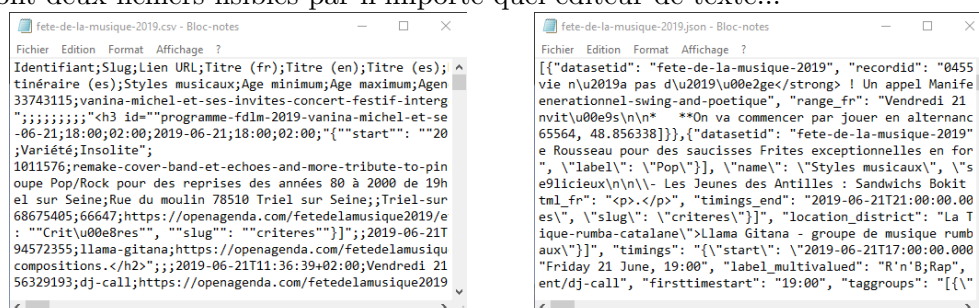 ont deux fichiers lisibles par n'importe quel éditeur de texte...
fete-de-la-musique-2019.csv - Bloc-notes
Fichier Edition Format Affichage ?
Identifiant;Slug;Lien URL;Titre (fr);Titre (en);Titre (es);
tinéraire (es);Styles musicaux;Age minimum;Age maximum;Agen
33743115;vanina-michel-et-ses-invites-concert-festif-interg
";;;;;;;;;"<h3 id=""programme-fdlm-2019-vanina-michel-et-se
-06-21;18:00;02:00;2019-06-21;18:00;02:00;"{""start"": ""20
;Variété;Insolite";
1011576;remake-cover-band-et-echoes-and-more-tribute-to-pin
oupe Pop/Rock pour des reprises des années 80 à 2000 de 19h
el sur Seine;Rue du moulin 78510 Triel sur Seine;;Triel-sur
68675405;66647;https://openagenda.com/fetedelamusique2019/e
: ""Crit\u00e8res"", ""slug"": ""criteres""}]";;2019-06-21T
94572355;llama-gitana;https://openagenda.com/fetedelamusiqu
compositions.</h2>";;;2019-06-21T11:36:39+02:00;Vendredi 21
56329193;dj-call;https://openagenda.com/fetedelamusique2019
fete-de-la-musique-2019.json - Bloc-notes
Fichier Edition Format Affichage ?
[{"datasetid": "fete-de-la-musique-2019", "recordid": "0455
vie n\u2019a pas d\u2019\u00e2ge</strong> ! Un appel Manife
enerationnel-swing-and-poetique", "range_fr": "Vendredi 21
nvit\u00e9s\n\n* **On va commencer par jouer en alternanc
65564, 48.856338]}},{"datasetid": "fete-de-la-musique-2019"
e Rousseau pour des saucisses Frites exceptionnelles en for
", \"label\": \"Pop\"}], \"name\": \"Styles musicaux\", \"s
e9licieux\n\n\\- Les Jeunes des Antilles : Sandwichs Bokit
tml_fr": "<p>.</p>", "timings_end": "2019-06-21T21:00:00.00
es\", \"slug\": \"criteres\"}]", "location_district": "La T
ique-rumba-catalane\">Llama Gitana - groupe de musique rumb
aux\"}]", "timings": "{\"start\": \"2019-06-21T17:00:00.000
"Friday 21 June, 19:00", "label_multivalued": "R'n'B;Rap",
ent/dj-call", "firsttimestart": "19:00", "taggroups": "[{\